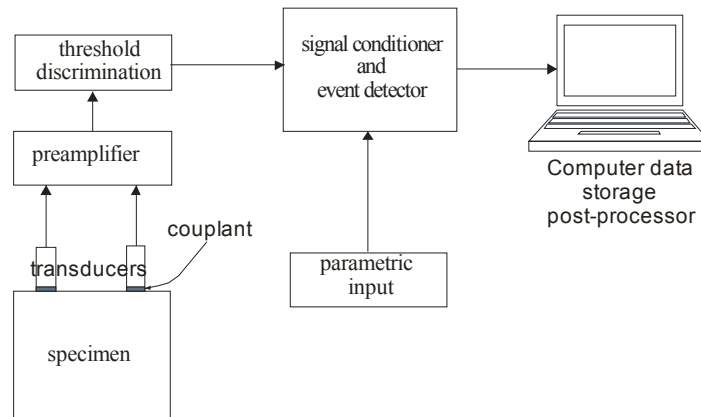 threshold
discrimination
signal conditioner
and
event detector
preamplifier
Computer data
storage
post-processor
couplant
transducers
parametric
input
specimen